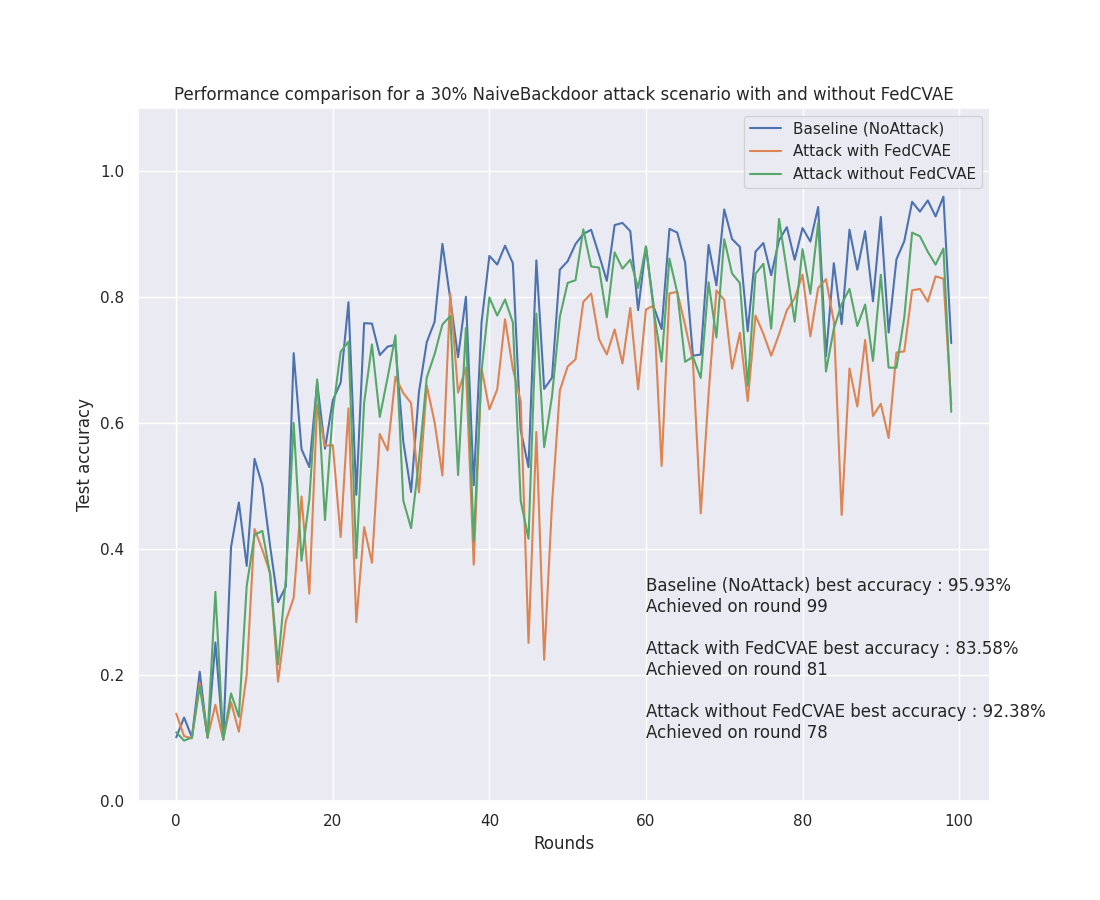 Performance comparison for a 30% NaiveBackdoor attack scenario with and without FedCVAE
Baseline (NoAttack)
Attack with FedCVAE
Attack without FedCVAE
1.0
0.8
0.6
0.4
0.2
0.0
Test accuracy
Baseline (NoAttack) best accuracy : 95.93%
Achieved on round 99
Attack with FedCVAE best accuracy : 83.58%
Achieved on round 81
Attack without FedCVAE best accuracy : 92.38%
Achieved on round 78
0 20 40 60 80 100
Rounds